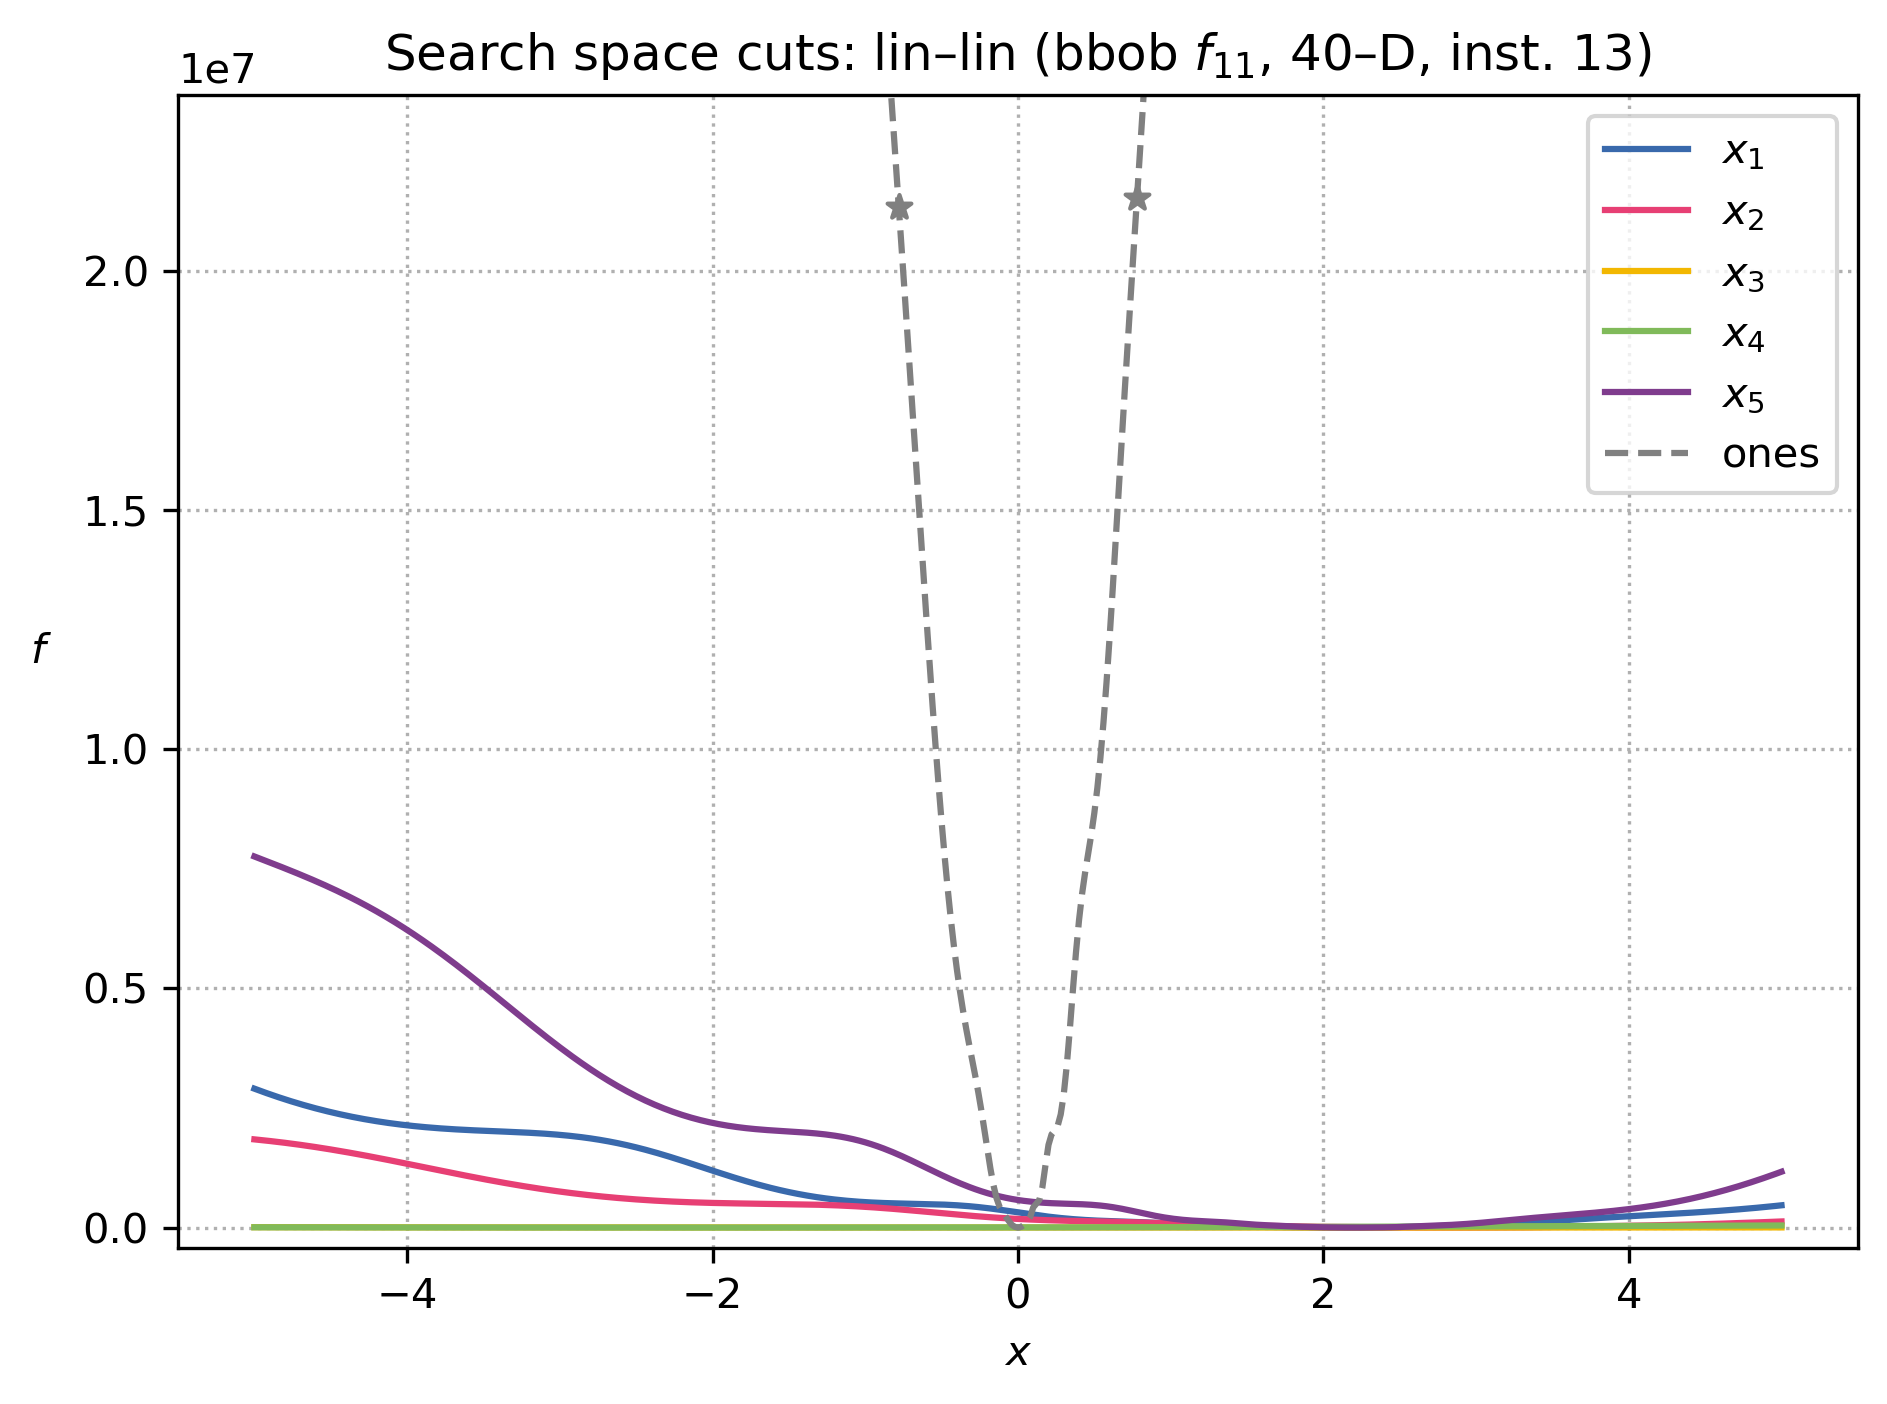 Search space cuts: lin–lin (bbob f11, 40–D, inst. 13)
1e7
x1
x2
x3
x4
x5
ones
2.0
1.5
1.0
0.5
0.0
f
−4 −2 0 2 4
x